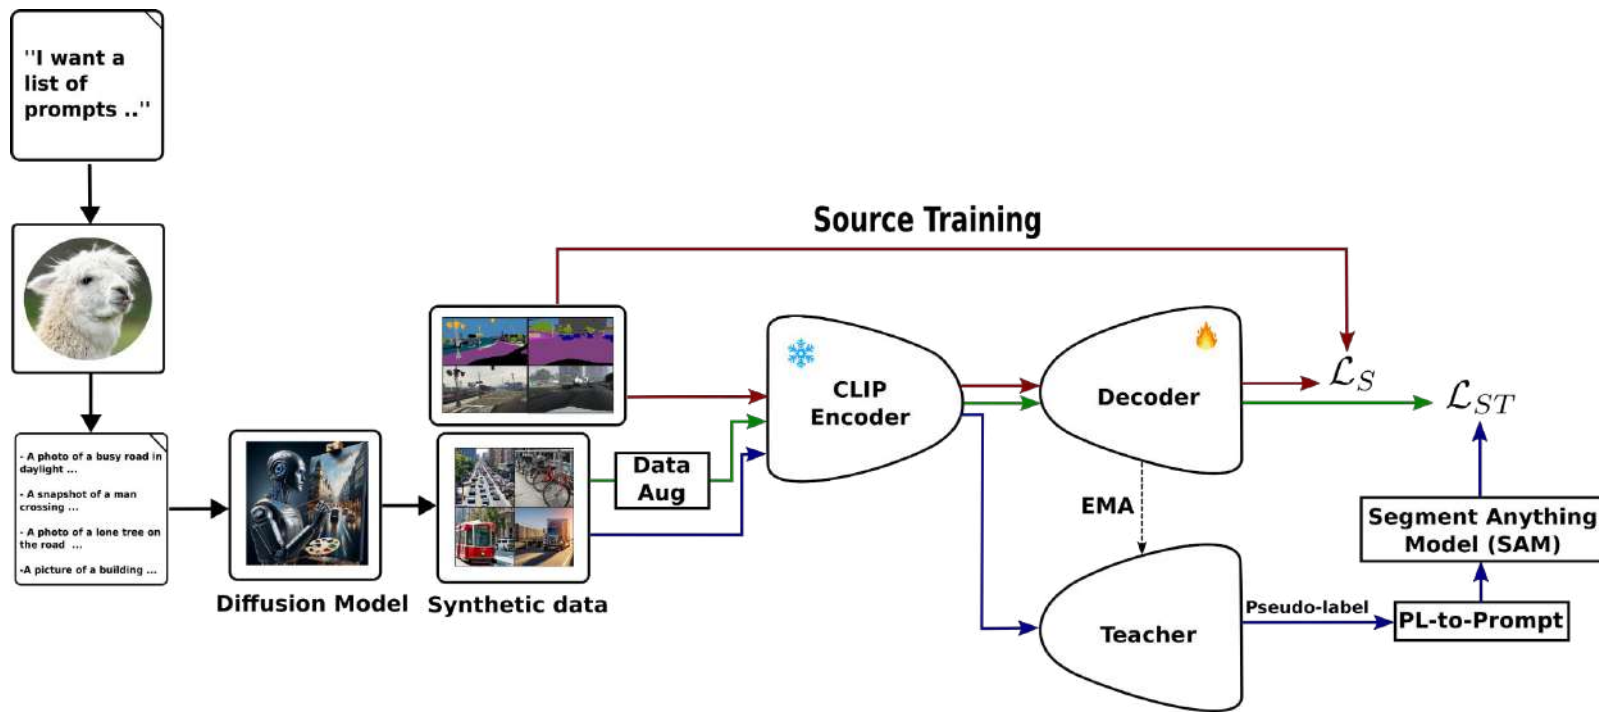 ''I want a
list of
prompts ..''
Source Training
- A photo of a busy road in
daylight ...
- A snapshot of a man
crossing ...
- A photo of a lone tree on
the road ...
-A picture of a building ...
Diffusion Model
Synthetic data
Data
Aug
CLIP
Encoder
Decoder
EMA
Teacher
Pseudo-label
PL-to-Prompt
Segment Anything
Model (SAM)
ℒ_S
ℒ_ST